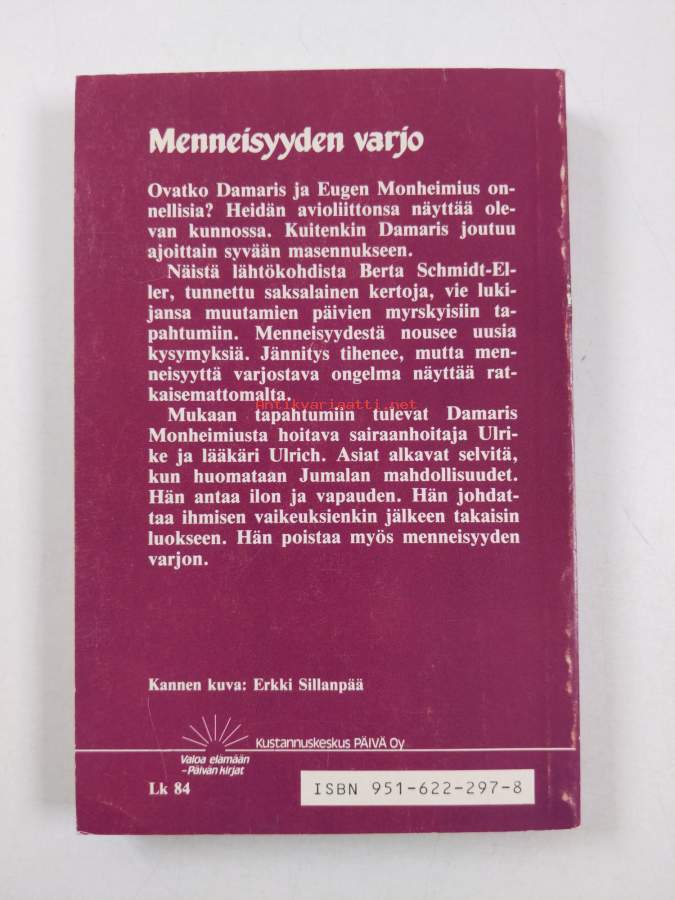 Menneisyyden varjo
Ovatko Damaris ja Eugen Monheimius on-
nellisia? Heidän avioliittonsa näyttää ole-
van kunnossa. Kuitenkin Damaris joutuu
ajoittain syvään masennukseen.
Näistä lähtökohdista Berta Schmidt-El-
ler, tunnettu saksalainen kertoja, vie luki-
jansa muutamien päivien myrskyisiin ta-
pahtumiin. Menneisyydestä nousee uusia
kysymyksiä. Jännitys tihenee, mutta men-
neisyyttä varjostava ongelma näyttää rat-
kaisemattomalta.
Antikvariaatti.net
Mukaan tapahtumiin tulevat Damaris
Monheimiusta hoitava sairaanhoitaja Ulri-
ke ja lääkäri Ulrich. Asiat alkavat selvitä,
kun huomataan Jumalan mahdollisuudet.
Hän antaa ilon ja vapauden. Hän johdat-
taa ihmisen vaikeuksienkin jälkeen takaisin
luokseen. Hän poistaa myös menneisyyden
varjon.
Kannen kuva: Erkki Sillanpää
Kustannuskeskus PÄIVÄ Oy
Valoa elämään
–Päivän kirjat
Lk 84
ISBN 951-622-297-8